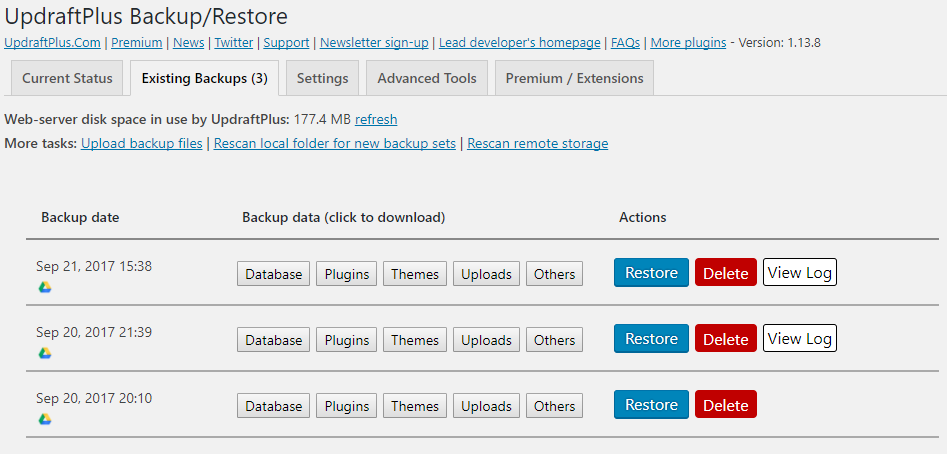 UpdraftPlus Backup/Restore
UpdraftPlus.Com | Premium | News | Twitter | Support | Newsletter sign-up | Lead developer's homepage | FAQs | More plugins - Version: 1.13.8
Current Status Existing Backups (3) Settings Advanced Tools Premium / Extensions
Web-server disk space in use by UpdraftPlus: 177.4 MB refresh
More tasks: Upload backup files | Rescan local folder for new backup sets | Rescan remote storage
Backup date Backup data (click to download) Actions
Sep 21, 2017 15:38 Database Plugins Themes Uploads Others Restore Delete View Log
Sep 20, 2017 21:39 Database Plugins Themes Uploads Others Restore Delete View Log
Sep 20, 2017 20:10 Database Plugins Themes Uploads Others Restore Delete